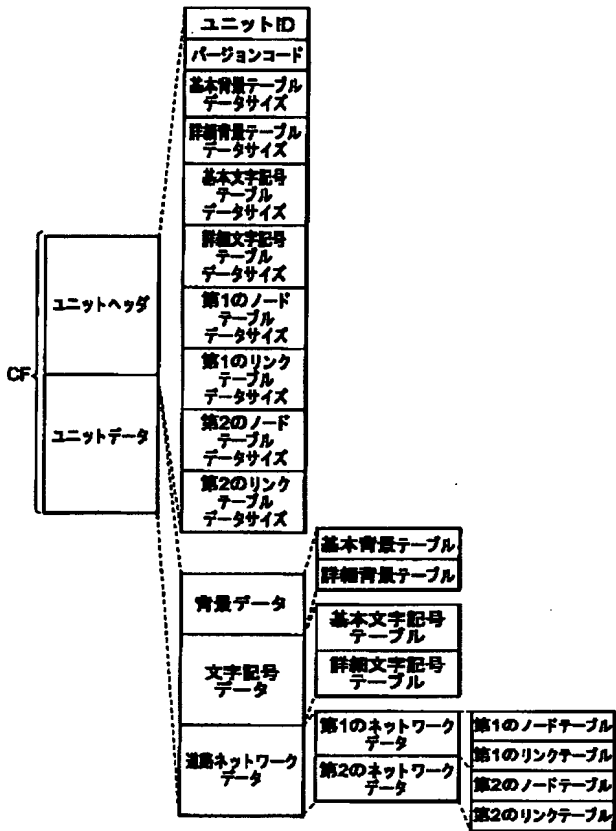 ユニットID
バージョンコード
基本背景テーブル
データサイズ
詳細背景テーブル
データサイズ
基本文字記号
テーブル
データサイズ
詳細文字記号
テーブル
データサイズ
第1のノード
テーブル
データサイズ
第1のリンク
テーブル
データサイズ
第2のノード
テーブル
データサイズ
第2のリンク
テーブル
データサイズ
CF
ユニットヘッダ
ユニットデータ
背景データ
文字記号
データ
道路ネットワーク
データ
基本背景テーブル
詳細背景テーブル
基本文字記号
テーブル
詳細文字記号
テーブル
第1のネットワーク
データ
第2のネットワーク
データ
第1のノードテーブル
第1のリンクテーブル
第2のノードテーブル
第2のリンクテーブル